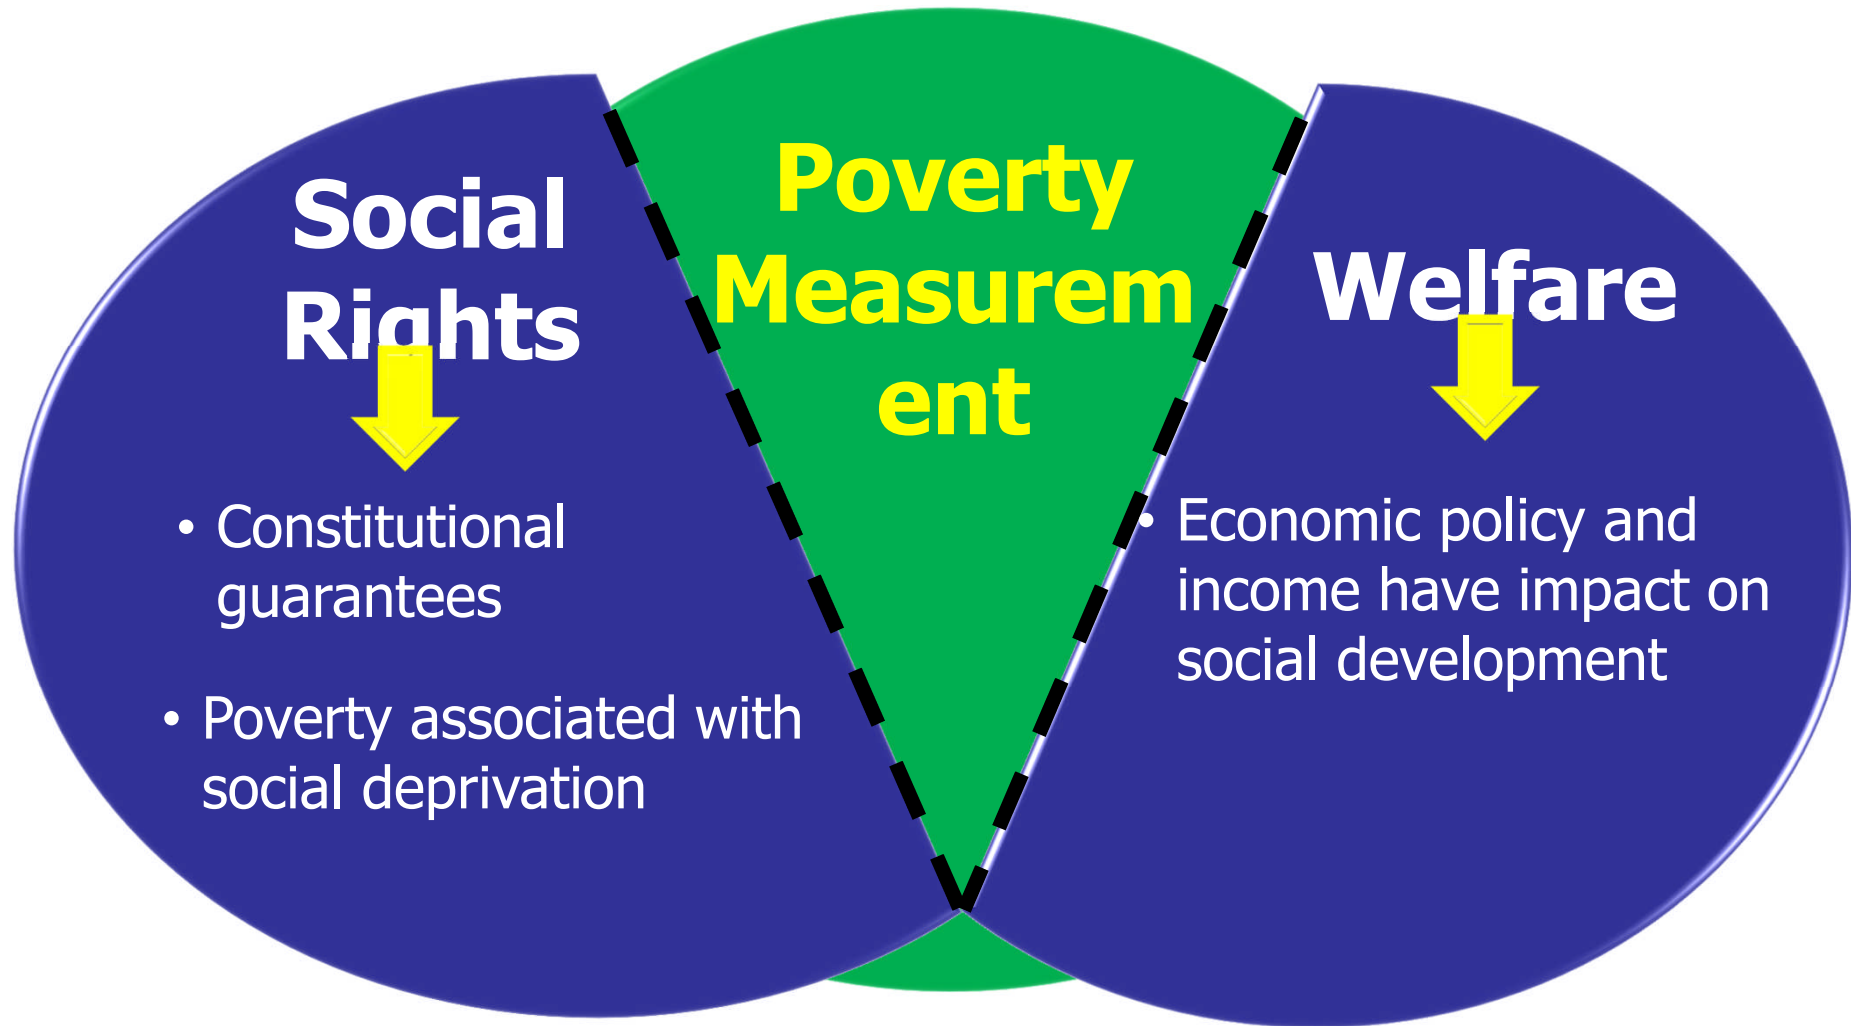 Social
Rights
• Constitutional
guarantees
• Poverty associated with
social deprivation
Poverty
Measurem
ent
Welfare
• Economic policy and
income have impact on
social development